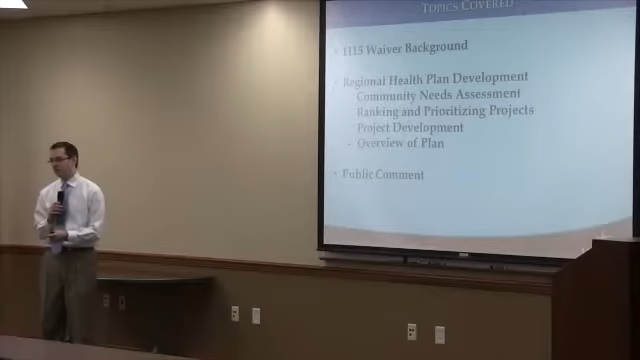 TOPICS COVERED
1115 Waiver Background
Regional Health Plan Development
Community Needs Assessment
Ranking and Prioritizing Projects
Project Development
- Overview of Plan
Public Comment